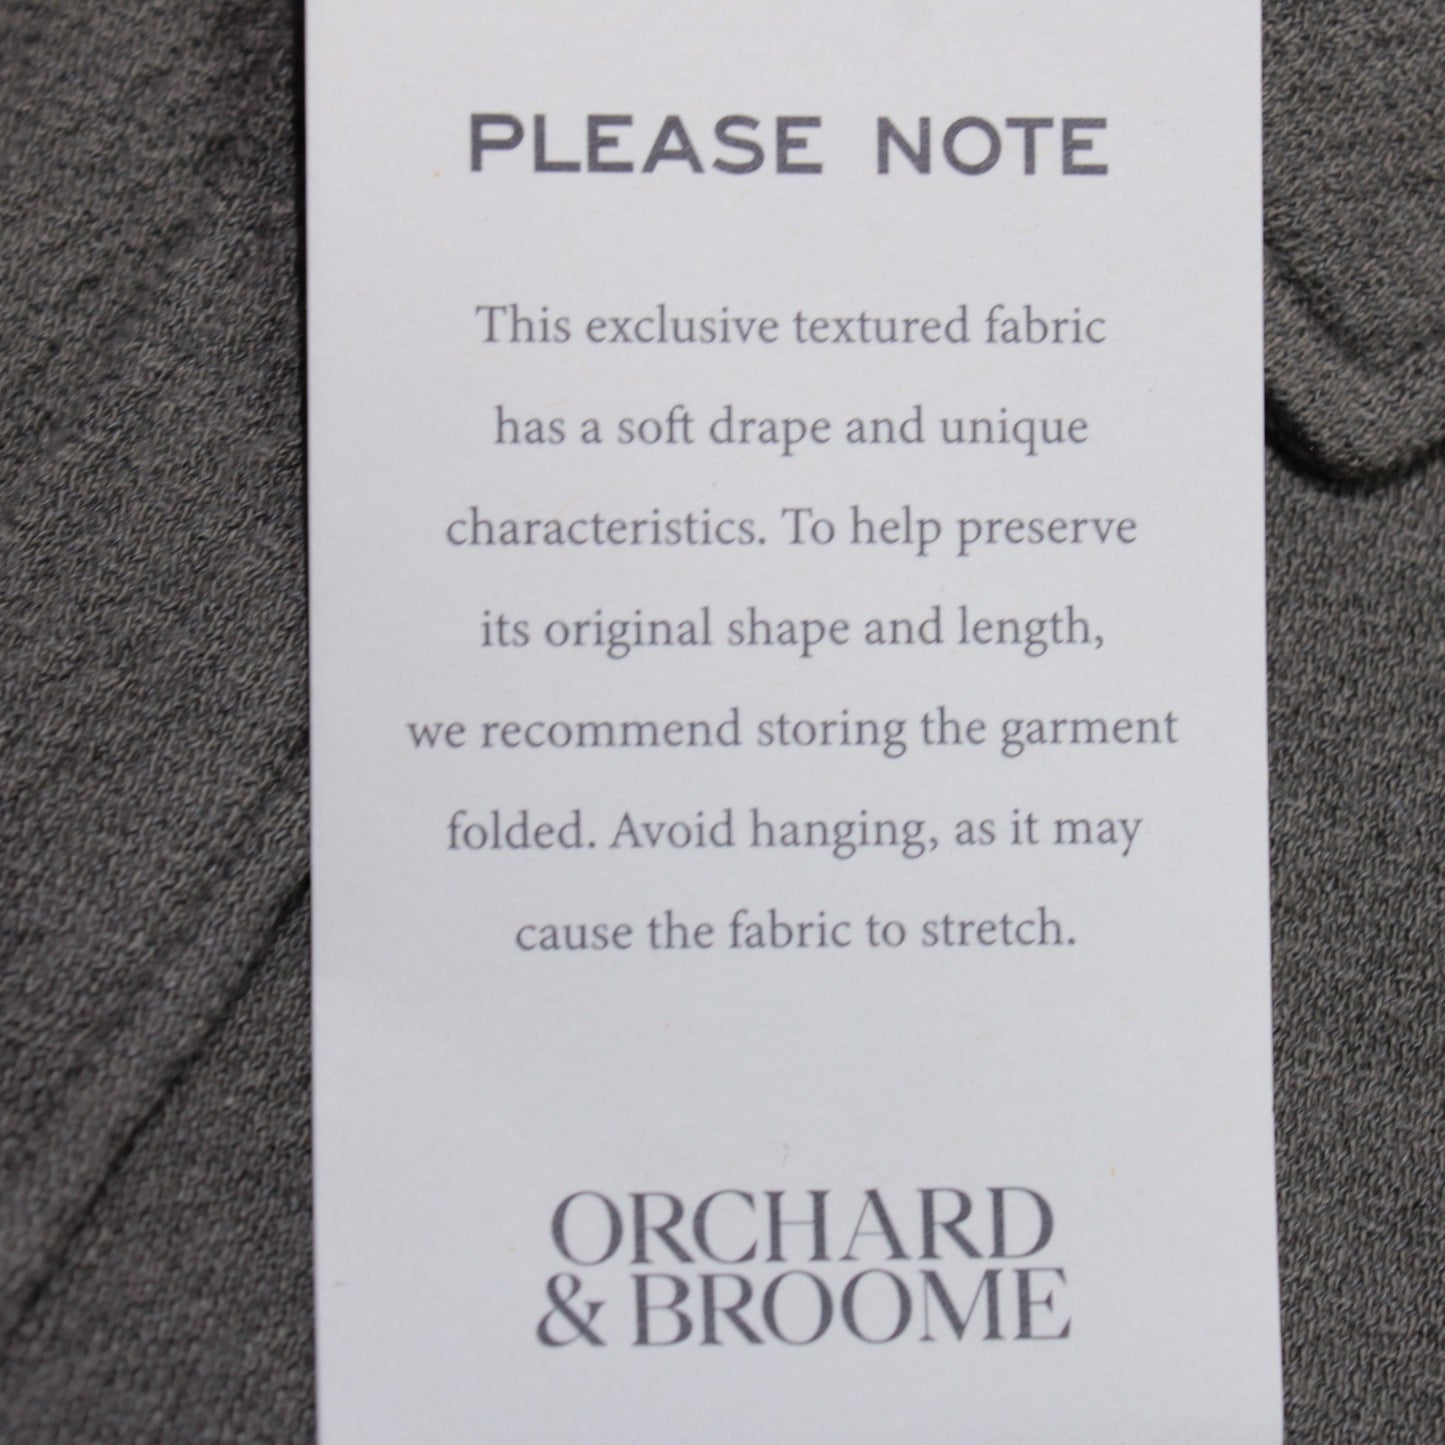 PLEASE NOTE
This exclusive textured fabric
has a soft drape and unique
characteristics. To help preserve
its original shape and length,
we recommend storing the garment
folded. Avoid hanging, as it may
cause the fabric to stretch.
ORCHARD
& BROOME